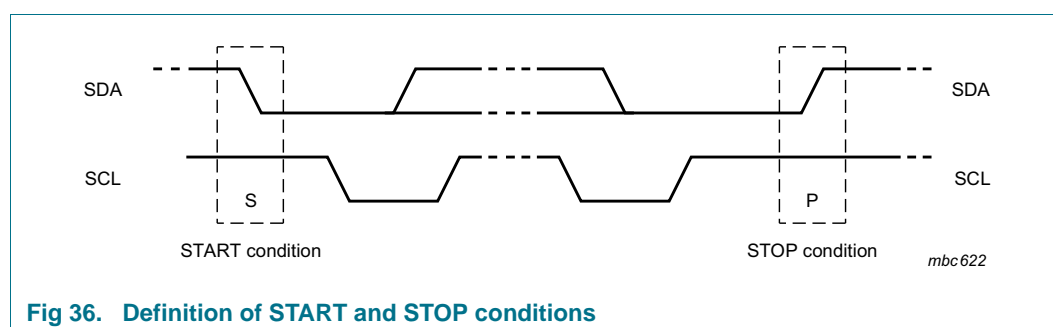 SDA SDA
SCL SCL
S P
START condition STOP condition
mbc622
Fig 36. Definition of START and STOP conditions